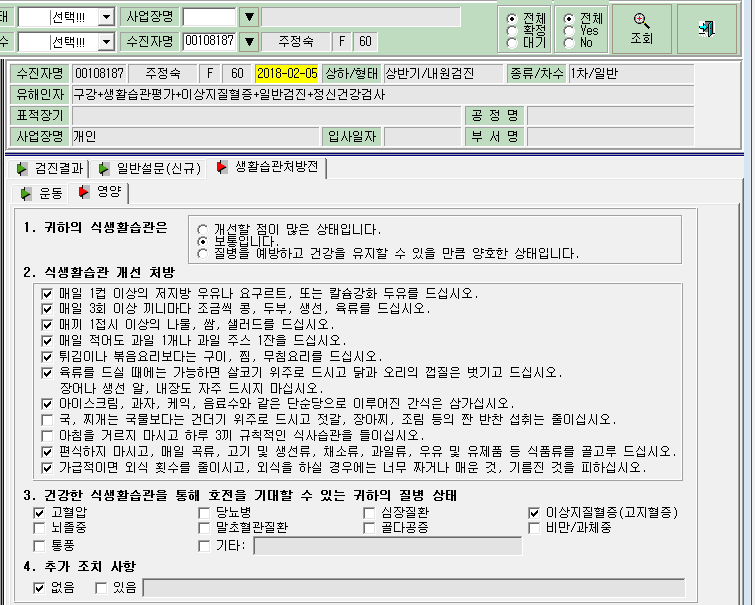 태 선택!!! 사업장명
수 선택!!! 수진자명 00108187 주정숙 F 60
전체 확정 대기
전체 Yes No
조회
수진자명 00108187 주정숙 F 60 2018-02-05 상하/형태 상반기/내원검진 종류/차수 1차/일반
유해인자 구강+생활습관평가+이상지질혈증+일반검진+정신건강검사
표적장기 공 정 명
사업장명 개인 입사일자 부 서 명
검진결과 일반설문(신규) 생활습관처방전
운동 영양
1. 귀하의 식생활습관은
개선할 점이 많은 상태입니다.
보통입니다.
질병을 예방하고 건강을 유지할 수 있을 만큼 양호한 상태입니다.
2. 식생활습관 개선 처방
매일 1컵 이상의 저지방 우유나 요구르트, 또는 칼슘강화 두유를 드십시오.
매일 3회 이상 끼니마다 조금씩 콩, 두부, 생선, 육류를 드십시오.
매끼 1접시 이상의 나물, 쌈, 샐러드를 드십시오.
매일 적어도 과일 1개나 과일 주스 1잔을 드십시오.
튀김이나 볶음요리보다는 구이, 찜, 무침요리를 드십시오.
육류를 드실 때에는 가능하면 살코기 위주로 드시고 닭과 오리의 껍질은 벗기고 드십시오.
장어나 생선 알, 내장도 자주 드시지 마십시오.
아이스크림, 과자, 케익, 음료수와 같은 단순당으로 이루어진 간식은 삼가십시오.
국, 찌개는 국물보다는 건더기 위주로 드시고 젓갈, 장아찌, 조림 등의 짠 반찬 섭취는 줄이십시오.
아침을 거르지 마시고 하루 3끼 규칙적인 식사습관을 들이십시오.
편식하지 마시고, 매일 곡류, 고기 및 생선류, 채소류, 과일류, 우유 및 유제품 등 식품류를 골고루 드십시오.
가급적이면 외식 횟수를 줄이시고, 외식을 하실 경우에는 너무 짜거나 매운 것, 기름진 것을 피하십시오.
3. 건강한 식생활습관을 통해 호전을 기대할 수 있는 귀하의 질병 상태
고혈압 당뇨병 심장질환 이상지질혈증(고지혈증)
뇌졸중 말초혈관질환 골다공증 비만/과체중
통풍 기타:
4. 추가 조치 사항
없음 있음